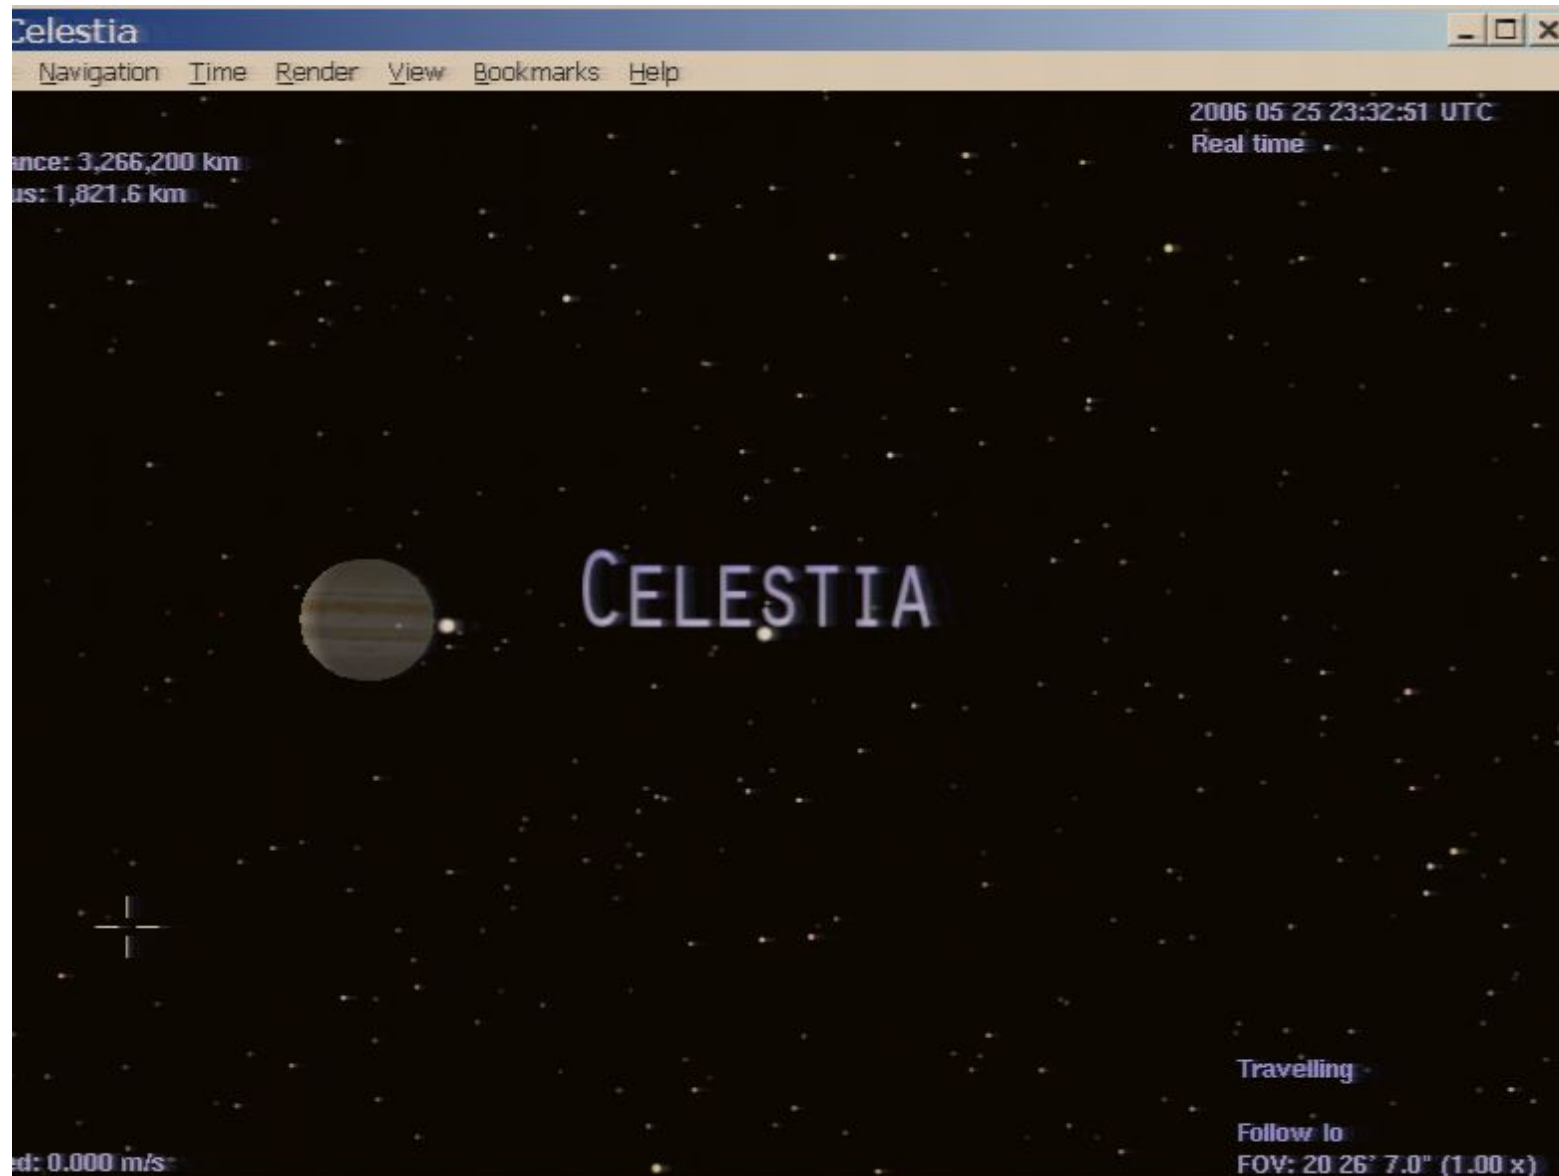 Celestia
Navigation Time Render View Bookmarks Help
2006 05 25 23:32:51 UTC
Real time
ance: 3,266,200 km
us: 1,821.6 km
CELESTIA
Travelling
Follow Io
ed: 0.000 m/s
FOV: 20 26' 7.0" (1.00 x)